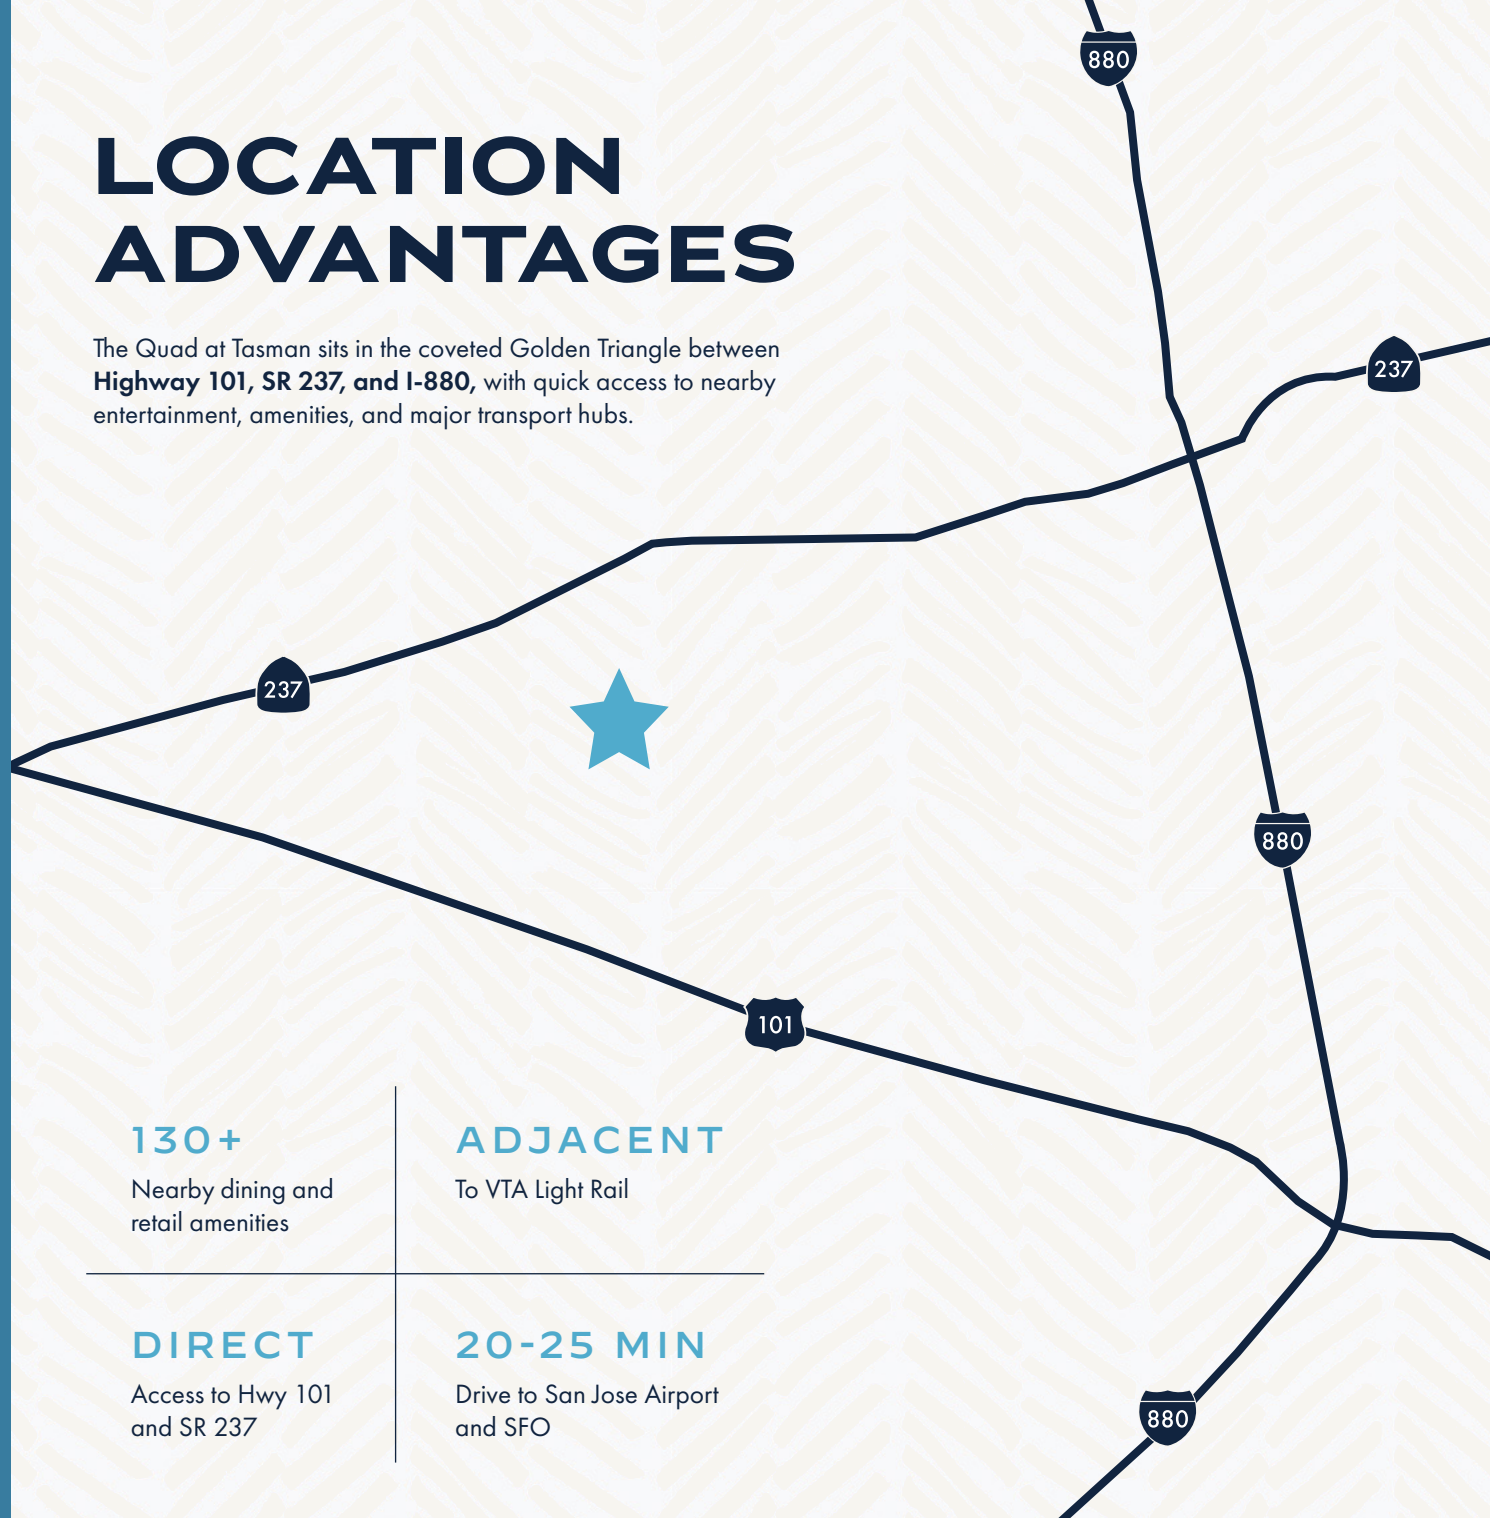 880
LOCATION
ADVANTAGES
The Quad at Tasman sits in the coveted Golden Triangle between
Highway 101, SR 237, and I-880, with quick access to nearby
entertainment, amenities, and major transport hubs.
237
237
880
101
130+
Nearby dining and
retail amenities
ADJACENT
To VTA Light Rail
DIRECT
Access to Hwy 101
and SR 237
20-25 MIN
Drive to San Jose Airport
and SFO
880